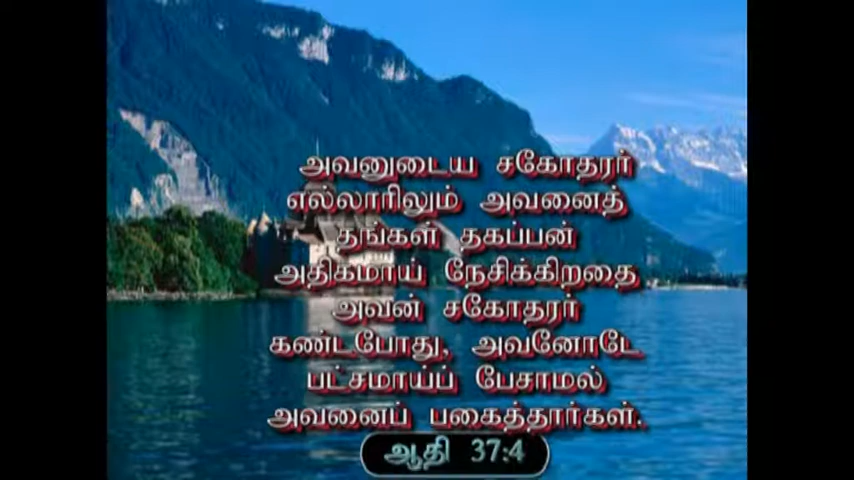 அவனுடைய சகோதரர்
எல்லாரிலும் அவனைத்
தங்கள் தகப்பன்
அதிகமாய் நேசிக்கிறதை
அவன் சகோதரர்
கண்டபோது, அவனோடே
பட்சமாய்ப் பேசாமல்
அவனைப் பகைத்தார்கள்.
ஆதி 37:4